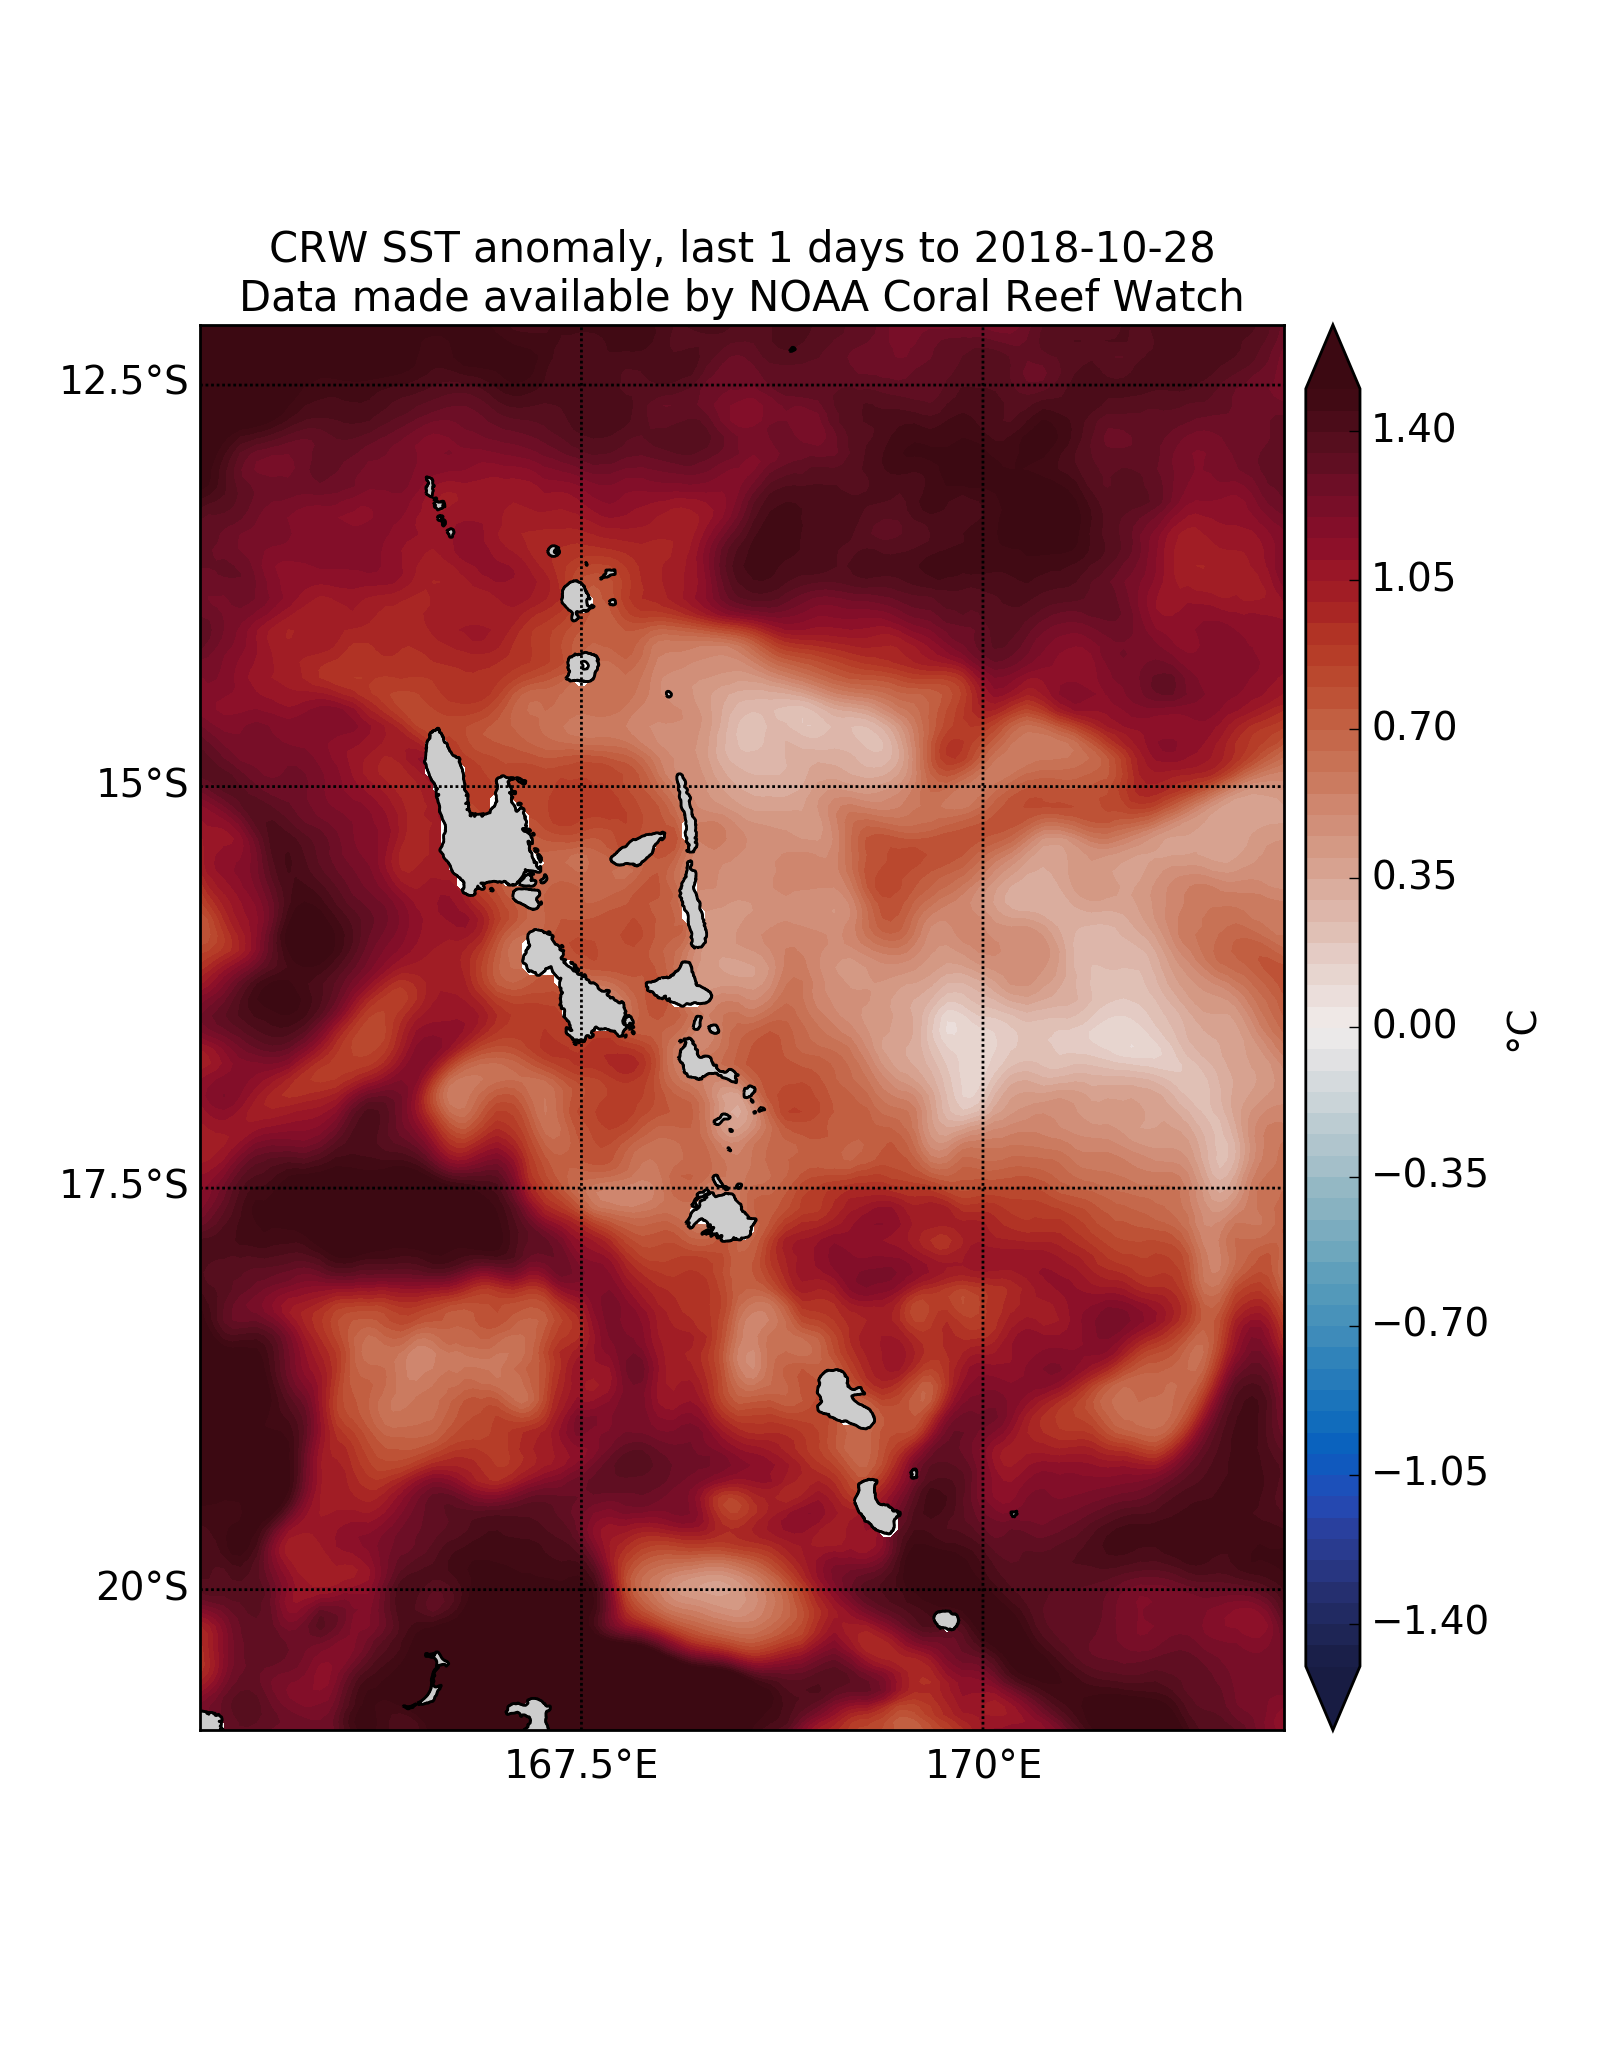 CRW SST anomaly, last 1 days to 2018-10-28
Data made available by NOAA Coral Reef Watch
12.5°S
15°S
17.5°S
20°S
167.5°E
170°E
1.40
1.05
0.70
0.35
0.00
−0.35
−0.70
−1.05
−1.40
°C